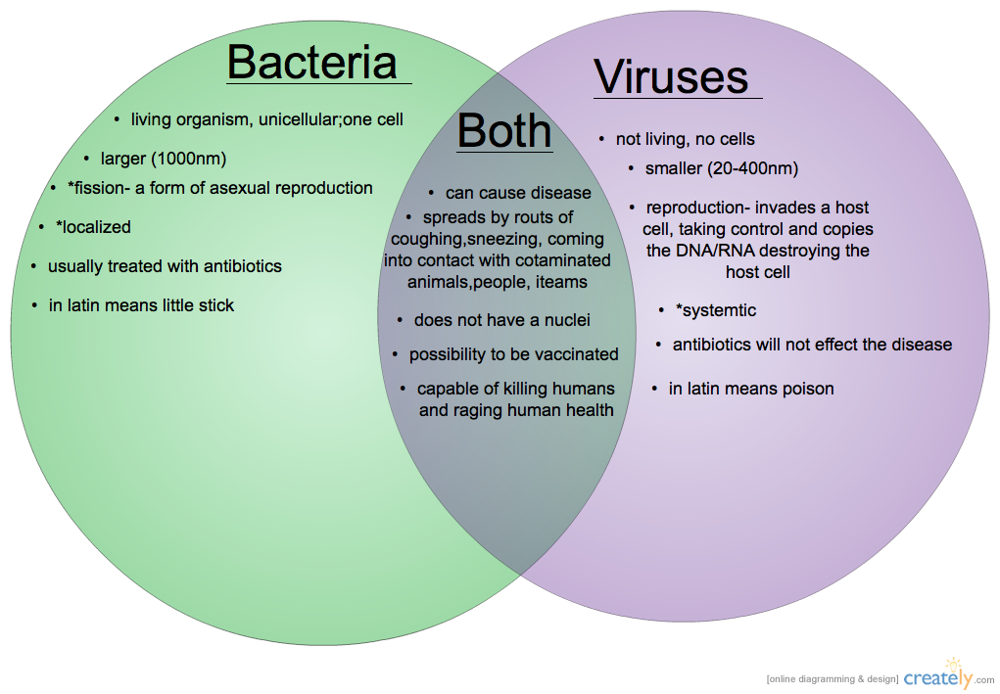 Bacteria
• living organism, unicellular;one cell
• larger (1000nm)
• *fission- a form of asexual reproduction
• *localized
• usually treated with antibiotics
• in latin means little stick
Both
• can cause disease
• spreads by routs of
coughing,sneezing, coming
into contact with cotaminated
animals,people, iteams
• does not have a nuclei
• possibility to be vaccinated
• capable of killing humans
and raging human health
Viruses
• not living, no cells
• smaller (20-400nm)
• reproduction- invades a host
cell, taking control and copies
the DNA/RNA destroying the
host cell
• *systemtic
• antibiotics will not effect the disease
• in latin means poison
[online diagramming & design] creately.com